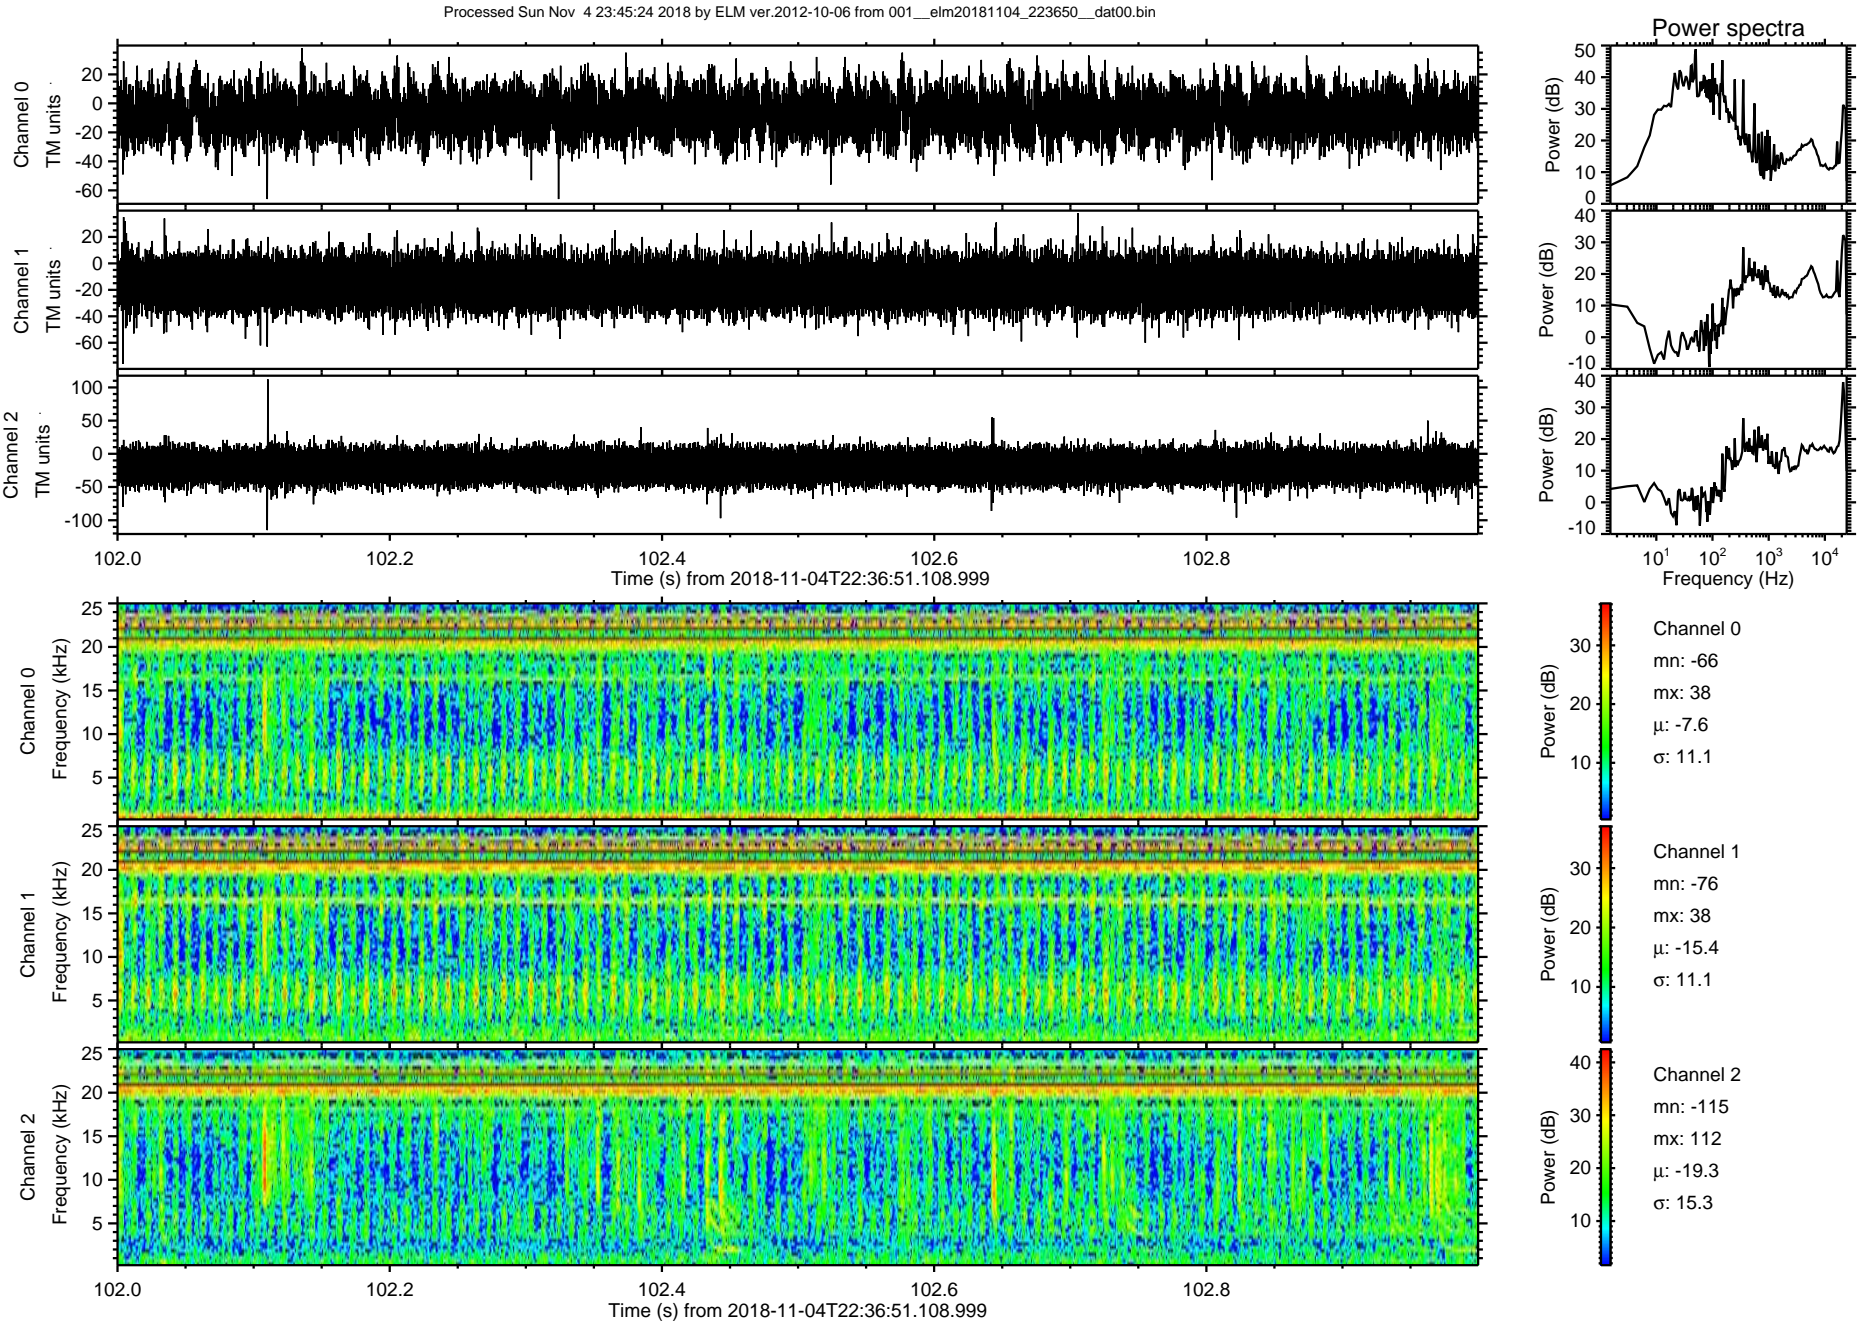 Processed Sun Nov  4 23:45:24 2018 by ELM ver.2012-10-06 from 001__elm20181104_223650__dat00.bin
Power spectra
Channel 0
TM units
20
0
-20
-40
-60
Power (dB)
50
40
30
20
10
0
Channel 1
TM units
20
0
-20
-40
-60
Power (dB)
40
30
20
10
0
-10
Channel 2
TM units
100
50
0
-50
-100
Power (dB)
40
30
20
10
0
-10
102.0 102.2 102.4 102.6 102.8
Time (s) from 2018-11-04T22:36:51.108.999
10¹ 10² 10³ 10⁴
Frequency (Hz)
Channel 0
Frequency (kHz)
25
20
15
10
5
Power (dB)
30
20
10
Channel 0
mn: -66
mx: 38
μ: -7.6
σ: 11.1
Channel 1
Frequency (kHz)
25
20
15
10
5
Power (dB)
30
20
10
Channel 1
mn: -76
mx: 38
μ: -15.4
σ: 11.1
Channel 2
Frequency (kHz)
25
20
15
10
5
Power (dB)
40
30
20
10
Channel 2
mn: -115
mx: 112
μ: -19.3
σ: 15.3
102.0 102.2 102.4 102.6 102.8
Time (s) from 2018-11-04T22:36:51.108.999